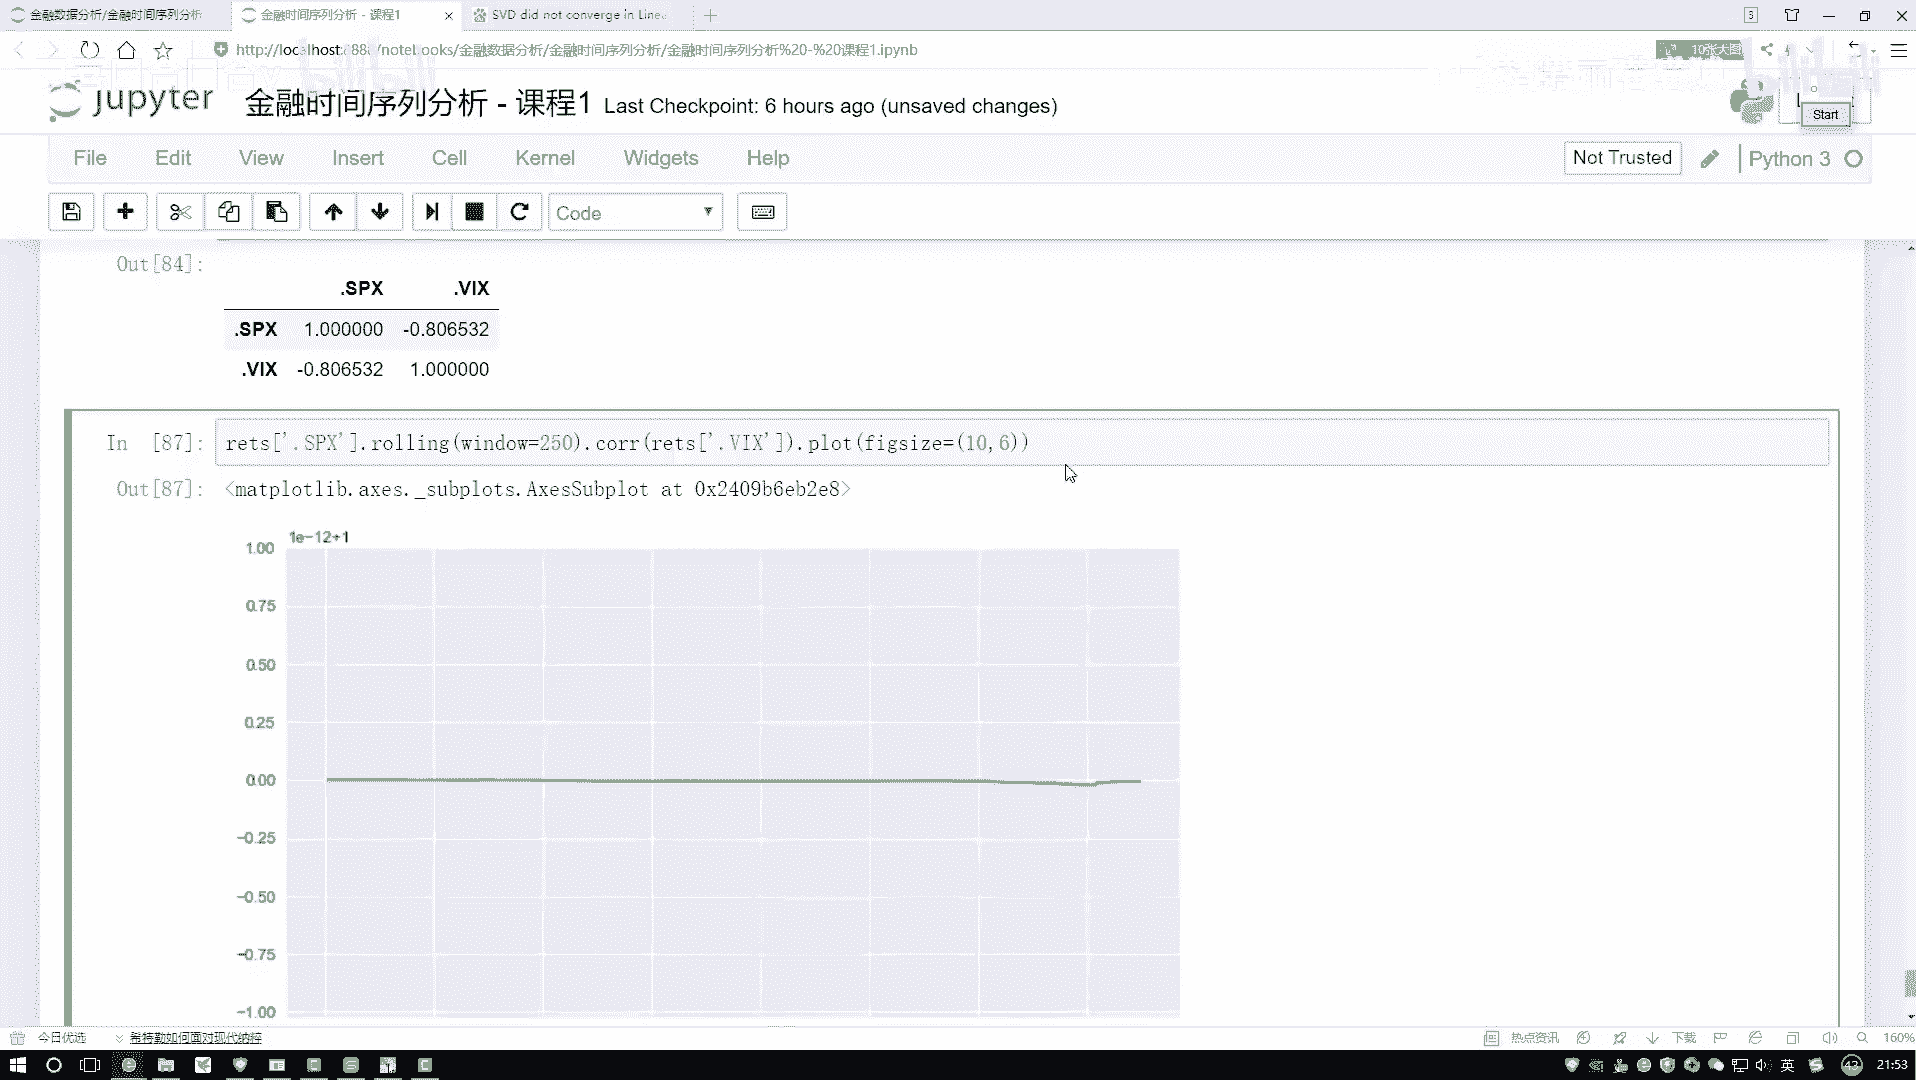 金融数据分析/金融时间序列分析
金融时间序列分析 - 课程1
SVD did not converge in Line
http://localhost:888/notebooks/金融数据分析/金融时间序列分析/金融时间序列分析%20-%20课程1.ipynb
10张大图
jupyter 金融时间序列分析 - 课程1 Last Checkpoint: 6 hours ago (unsaved changes)
Start
File Edit View Insert Cell Kernel Widgets Help
Not Trusted
Python 3
Code
Out[84]:
.SPX .VIX
.SPX 1.000000 -0.806532
.VIX -0.806532 1.000000
In [87]: rets['.SPX'].rolling(window=250).corr(rets['.VIX']).plot(figsize=(10,6))
Out[87]: <matplotlib.axes._subplots.AxesSubplot at 0x2409b6eb2e8>
1e-12+1
1.00
0.75
0.50
0.25
0.00
-0.25
-0.50
-0.75
-1.00
今日优选
希特勒如何面对现代纳粹
热点资讯
下载
160%
英
43
21:53